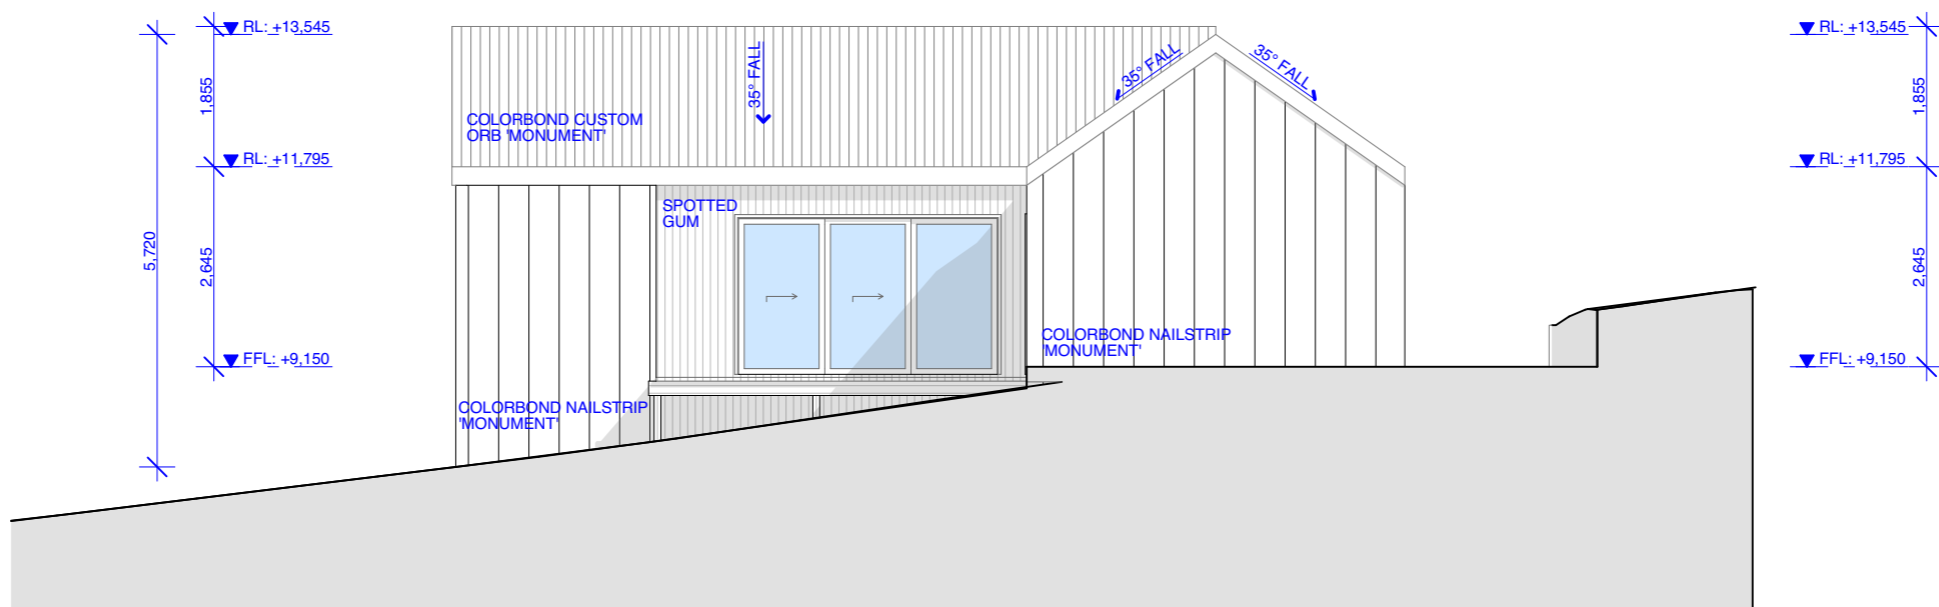 RL: +13,545
RL: +13,545
35° FALL
35° FALL
35° FALL
1,855
1,855
COLORBOND CUSTOM
ORB 'MONUMENT'
RL: +11,795
RL: +11,795
SPOTTED
GUM
5,720
2,645
2,645
COLORBOND NAILSTRIP
'MONUMENT'
FFL: +9,150
FFL: +9,150
COLORBOND NAILSTRIP
'MONUMENT'